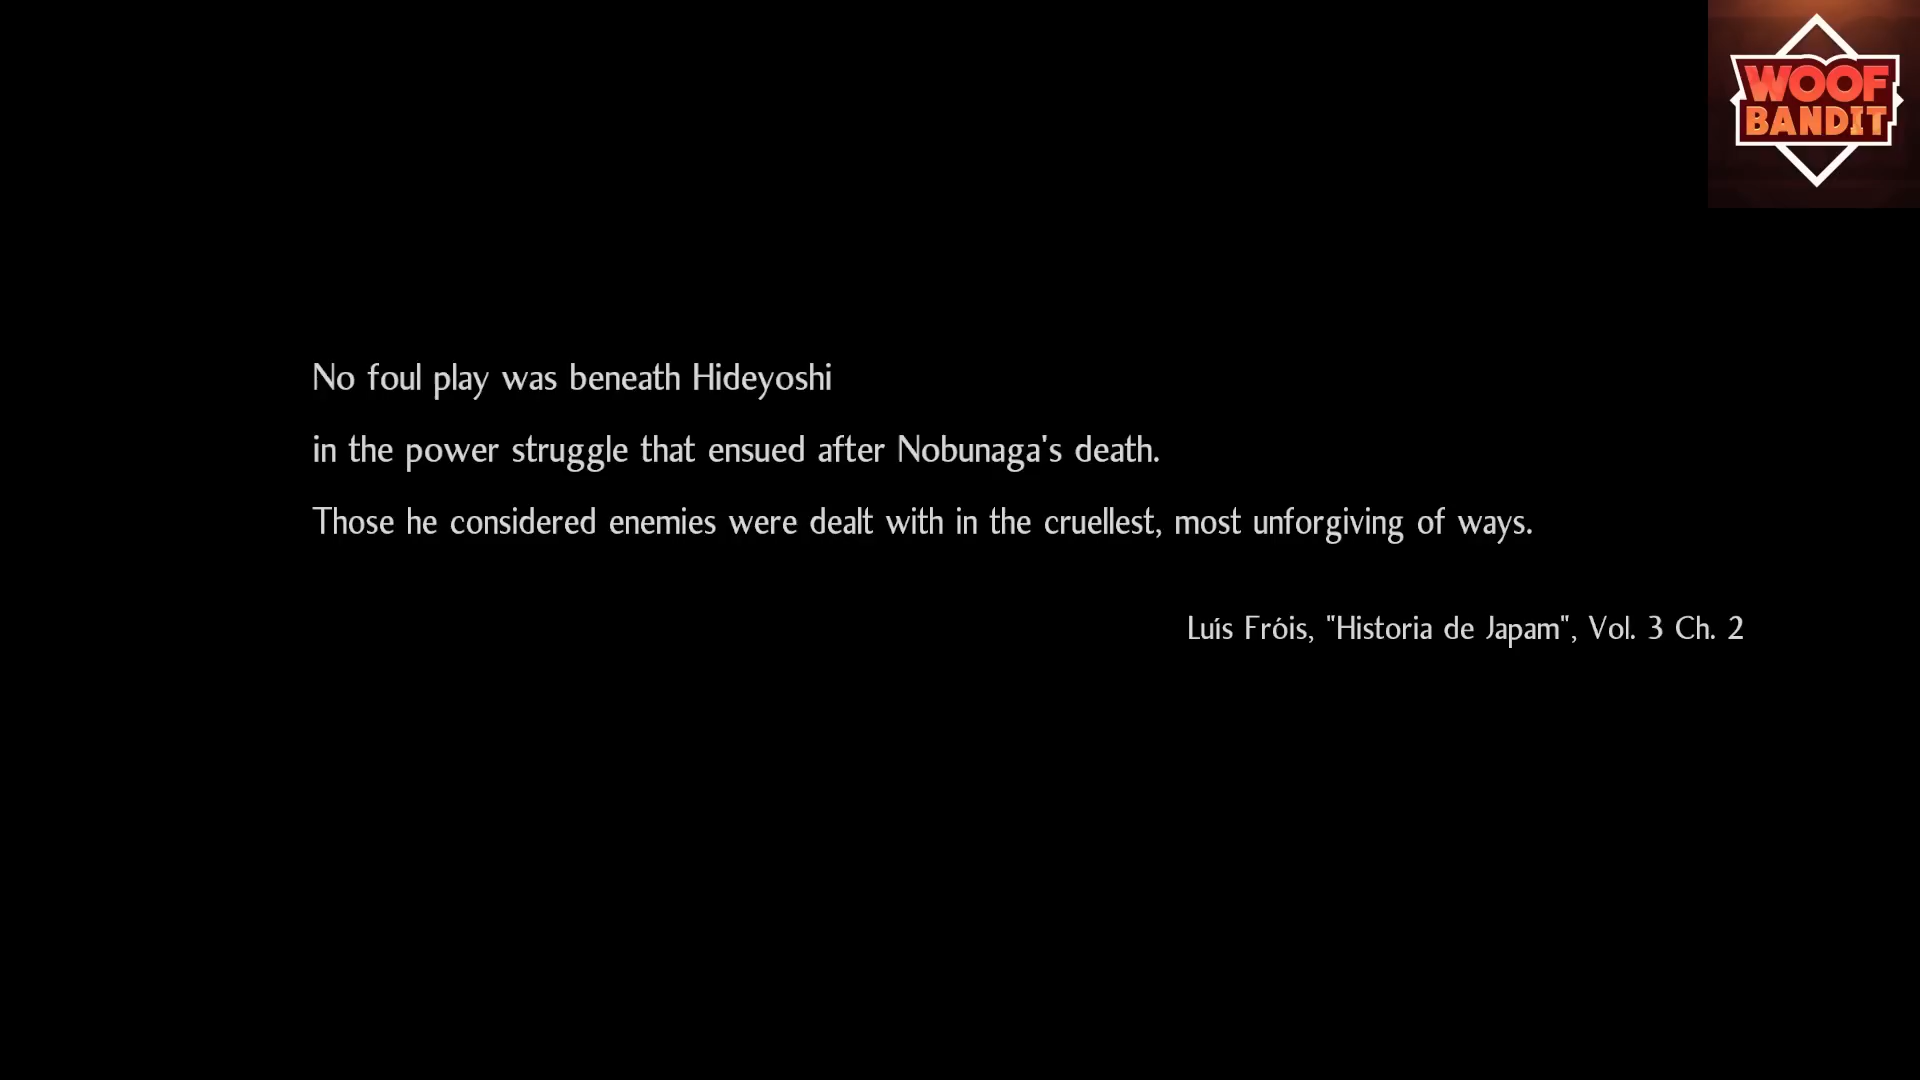 WOOF
BANDIT
No foul play was beneath Hideyoshi
in the power struggle that ensued after Nobunaga's death.
Those he considered enemies were dealt with in the cruellest, most unforgiving of ways.
Luís Fróis, "Historia de Japam", Vol. 3 Ch. 2